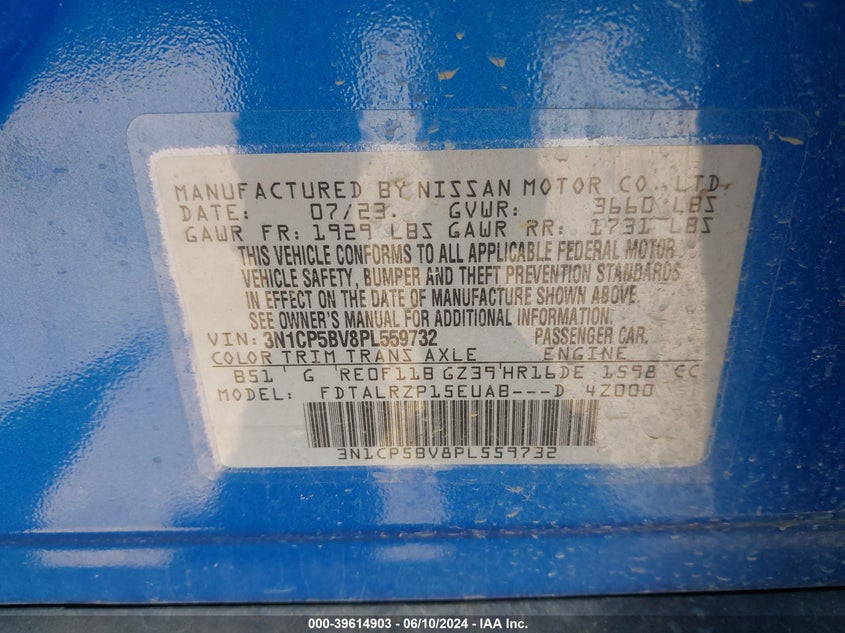 MANUFACTURED BY NISSAN MOTOR CO., LTD.
DATE: 07/23. GVWR: 3660 LBS
GAWR FR: 1929 LBS GAWR RR: 1731 LBS
THIS VEHICLE CONFORMS TO ALL APPLICABLE FEDERAL MOTOR
VEHICLE SAFETY, BUMPER AND THEFT PREVENTION STANDARDS
IN EFFECT ON THE DATE OF MANUFACTURE SHOWN ABOVE.
SEE OWNER'S MANUAL FOR ADDITIONAL INFORMATION.
VIN: 3N1CP5BV8PL559732 PASSENGER CAR.
COLOR TRIM TRANS AXLE ENGINE
B51 G RE0F11B GZ39 HR16DE 1598 CC
MODEL: FDTALRZP15EUAB---D 4Z000
3N1CP5BV8PL559732
000-39614903 - 06/10/2024 - IAA Inc.